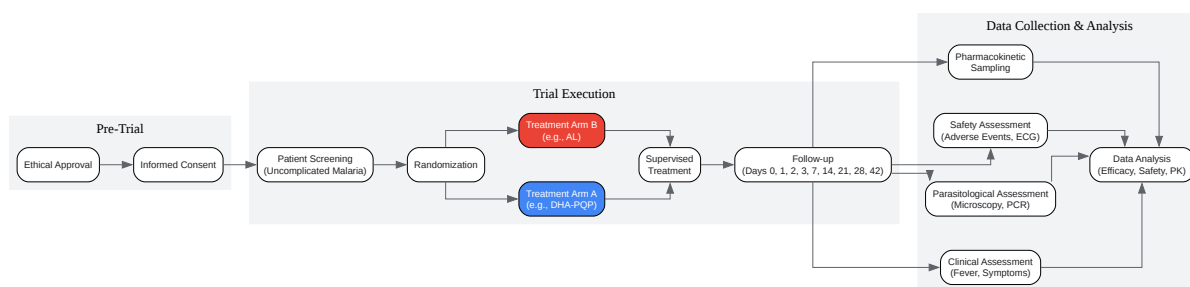 Pre-Trial
Ethical Approval
Informed Consent
Trial Execution
Patient Screening
(Uncomplicated Malaria)
Randomization
Treatment Arm B
(e.g., AL)
Treatment Arm A
(e.g., DHA-PQP)
Supervised
Treatment
Follow-up
(Days 0, 1, 2, 3, 7, 14, 21, 28, 42)
Data Collection & Analysis
Pharmacokinetic
Sampling
Safety Assessment
(Adverse Events, ECG)
Parasitological Assessment
(Microscopy, PCR)
Clinical Assessment
(Fever, Symptoms)
Data Analysis
(Efficacy, Safety, PK)